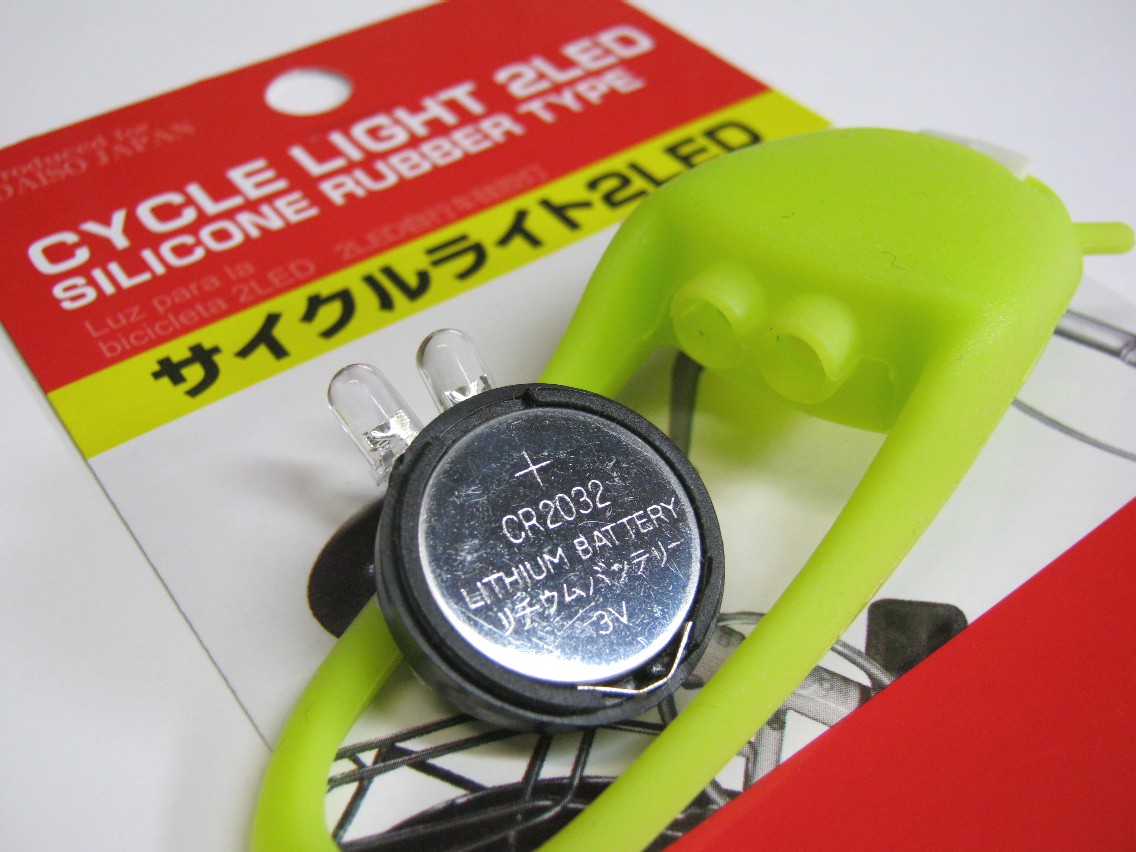 Produced for
DAISO JAPAN
CYCLE LIGHT 2LED
SILICONE RUBBER TYPE
Luz para la
bicicleta 2LED
サイクルライト2LED
+
CR2032
LITHIUM BATTERY
リチウムバッテリー
3V